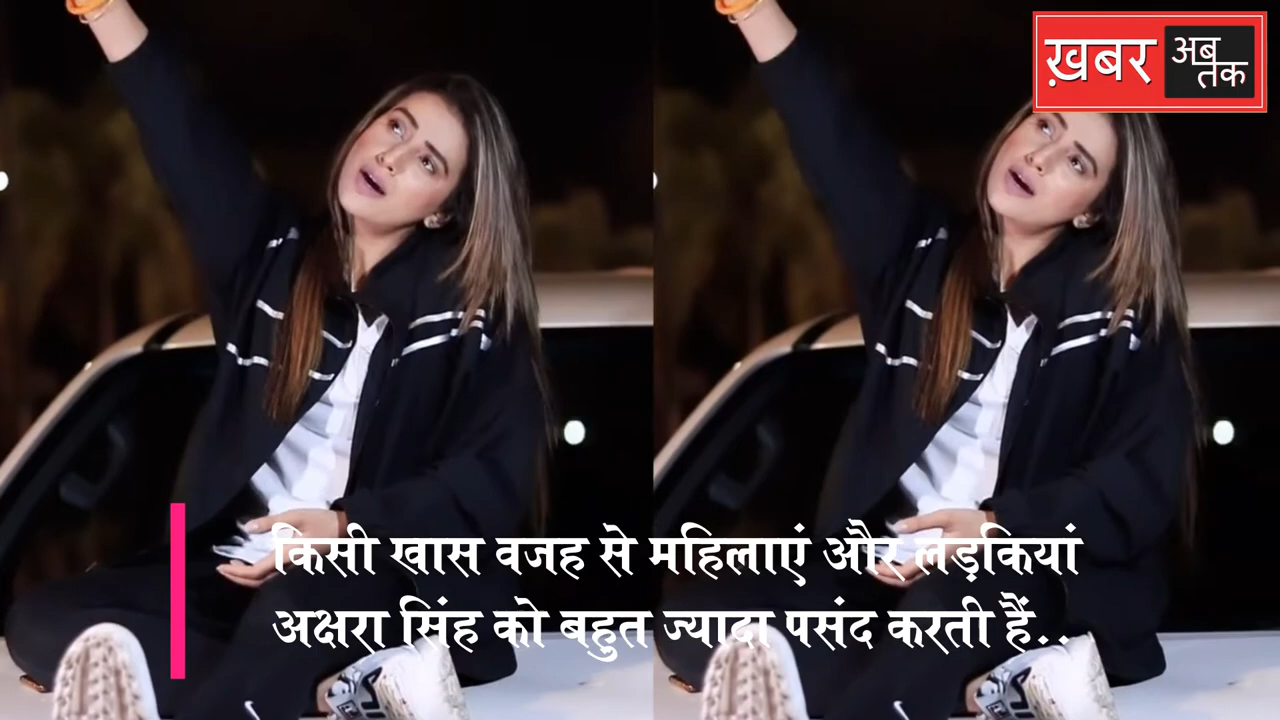 ख़बर अब तक
किसी खास वजह से महिलाएं और लड़कियां
अक्षरा सिंह को बहुत ज्यादा पसंद करती हैं..